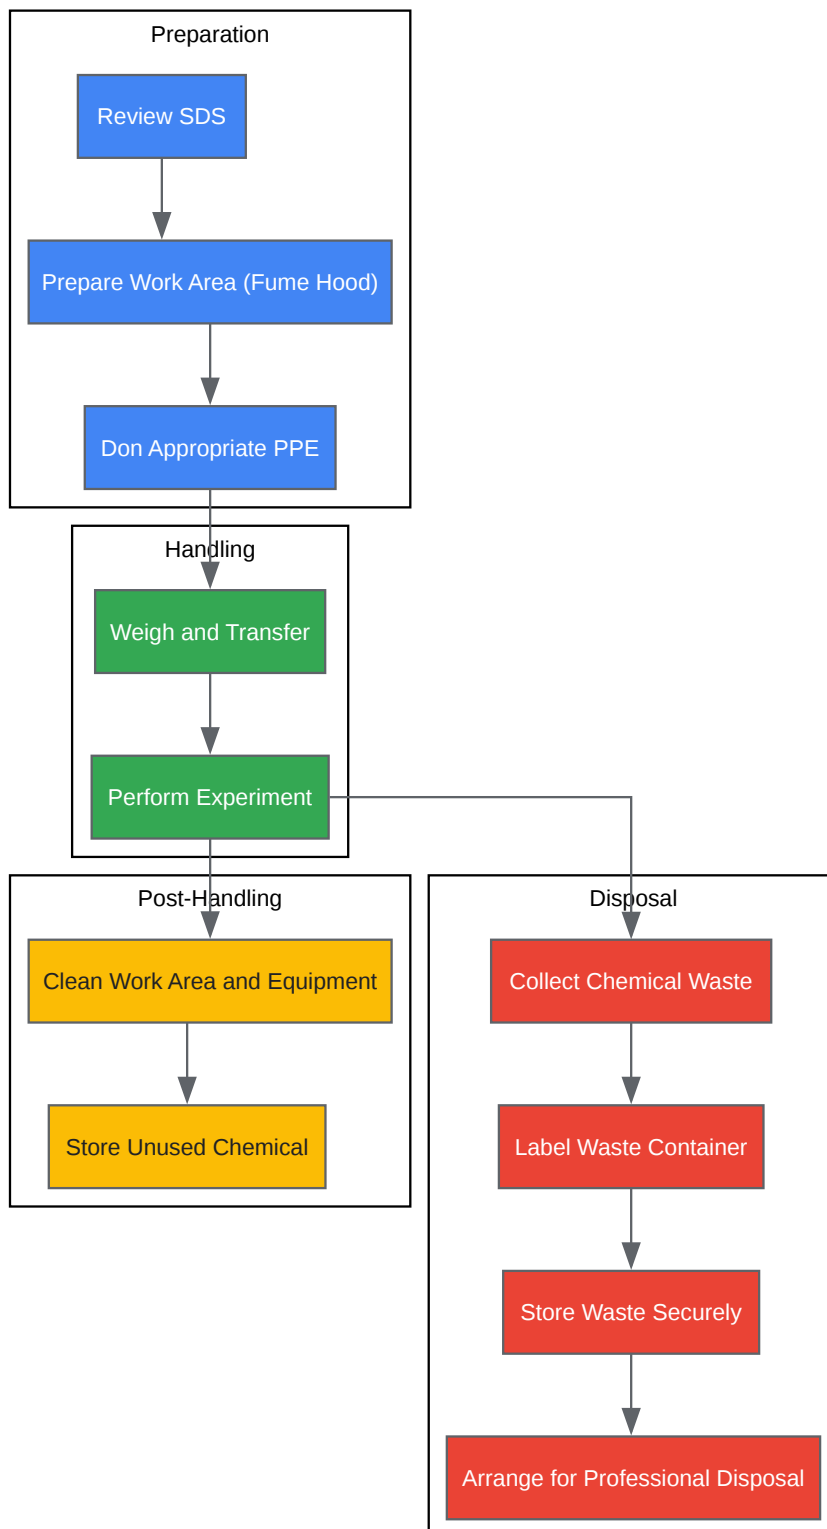 Preparation
Review SDS
Prepare Work Area (Fume Hood)
Don Appropriate PPE
Handling
Weigh and Transfer
Perform Experiment
Post-Handling
Clean Work Area and Equipment
Store Unused Chemical
Disposal
Collect Chemical Waste
Label Waste Container
Store Waste Securely
Arrange for Professional Disposal